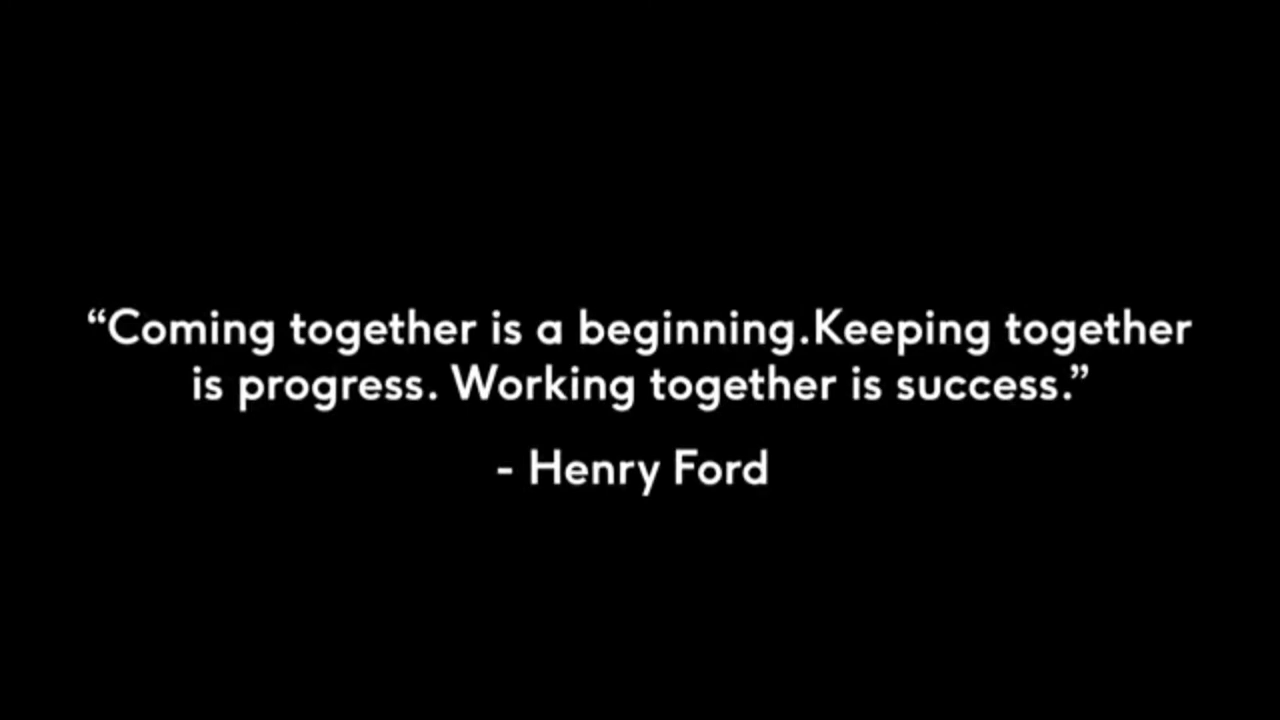 “Coming together is a beginning.Keeping together
is progress. Working together is success.”
- Henry Ford